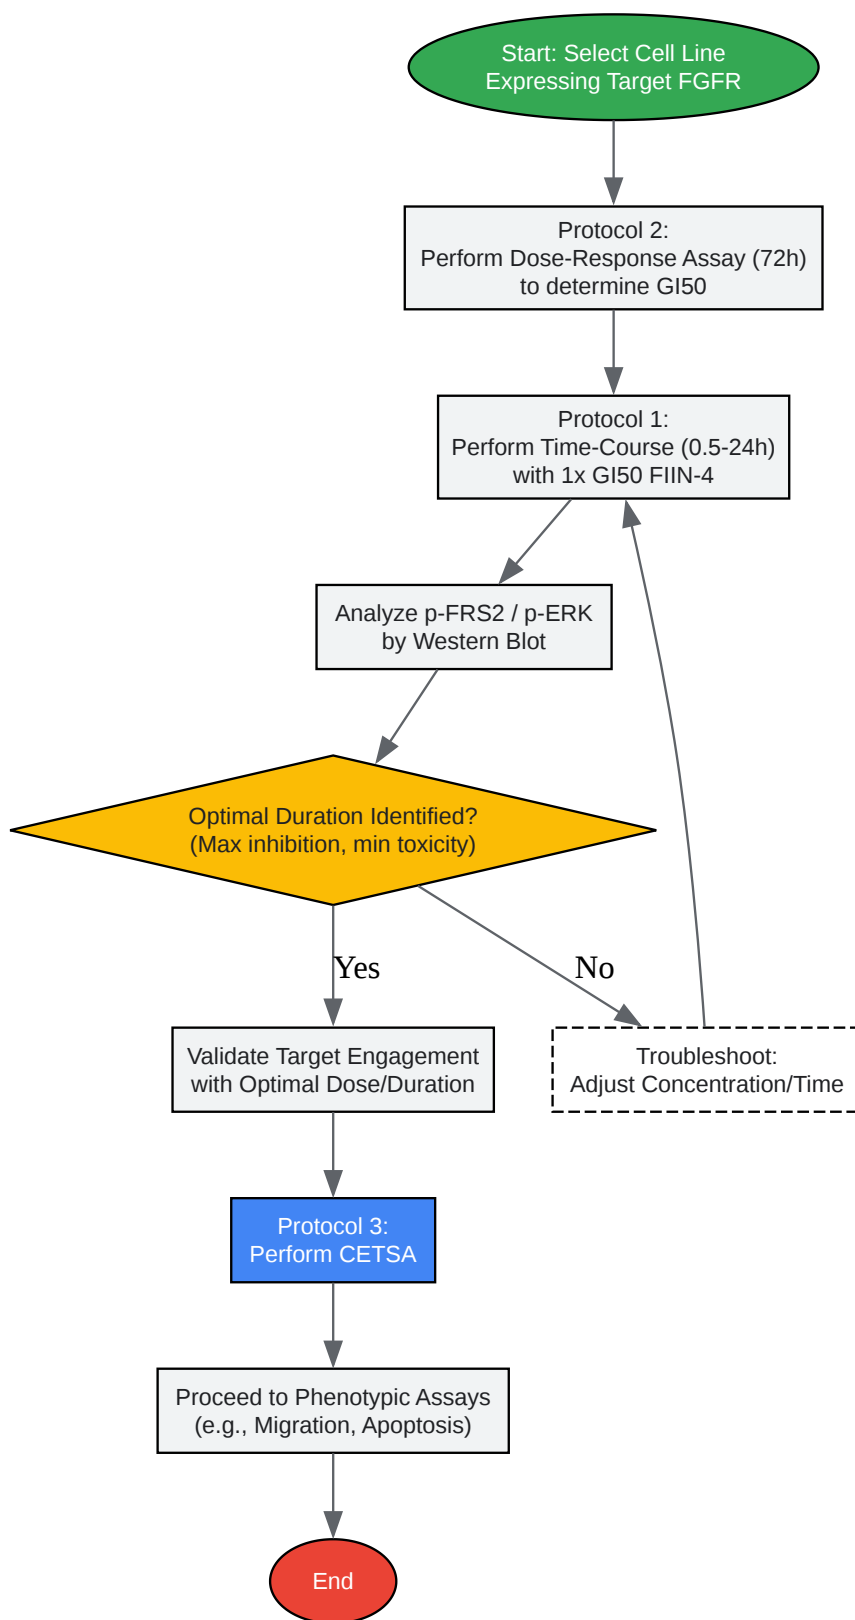 Start: Select Cell Line
Expressing Target FGFR
Protocol 2:
Perform Dose-Response Assay (72h)
to determine GI50
Protocol 1:
Perform Time-Course (0.5-24h)
with 1x GI50 FIIN-4
Analyze p-FRS2 / p-ERK
by Western Blot
Optimal Duration Identified?
(Max inhibition, min toxicity)
Yes
No
Validate Target Engagement
with Optimal Dose/Duration
Troubleshoot:
Adjust Concentration/Time
Protocol 3:
Perform CETSA
Proceed to Phenotypic Assays
(e.g., Migration, Apoptosis)
End